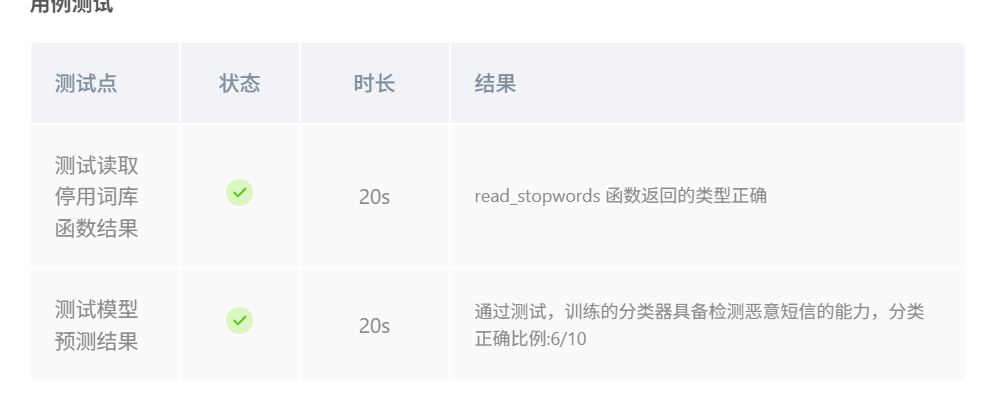 用例测试
测试点 状态 时长 结果
测试读取
停用词库
函数结果
20s
read_stopwords 函数返回的类型正确
测试模型
预测结果
20s
通过测试，训练的分类器具备检测恶意短信的能力，分类
正确比例:6/10